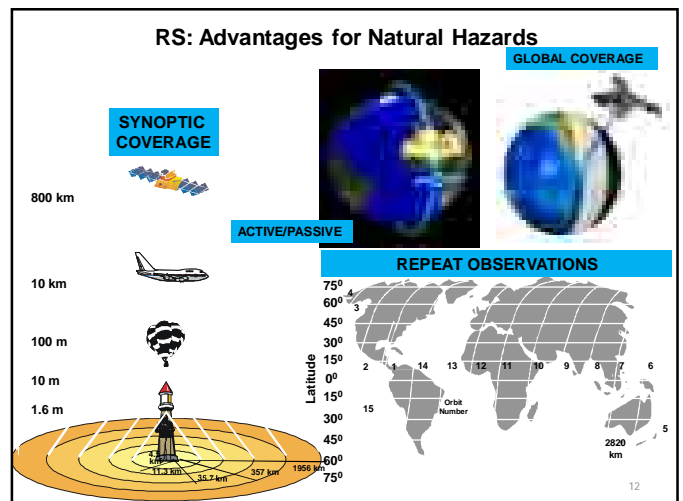 RS: Advantages for Natural Hazards
GLOBAL COVERAGE
SYNOPTIC
COVERAGE
800 km
ACTIVE/PASSIVE
REPEAT OBSERVATIONS
10 km
100 m
10 m
1.6 m
11.3 km
35.7 km
357 km
1956 km
Latitude
75⁰
60⁰
45⁰
30⁰
15⁰
0⁰
15⁰
30⁰
45⁰
60⁰
75⁰
4
3
2 1 14 13 12 11 10 9 8 7 6
15
Orbit
Number
5
2820
km
12